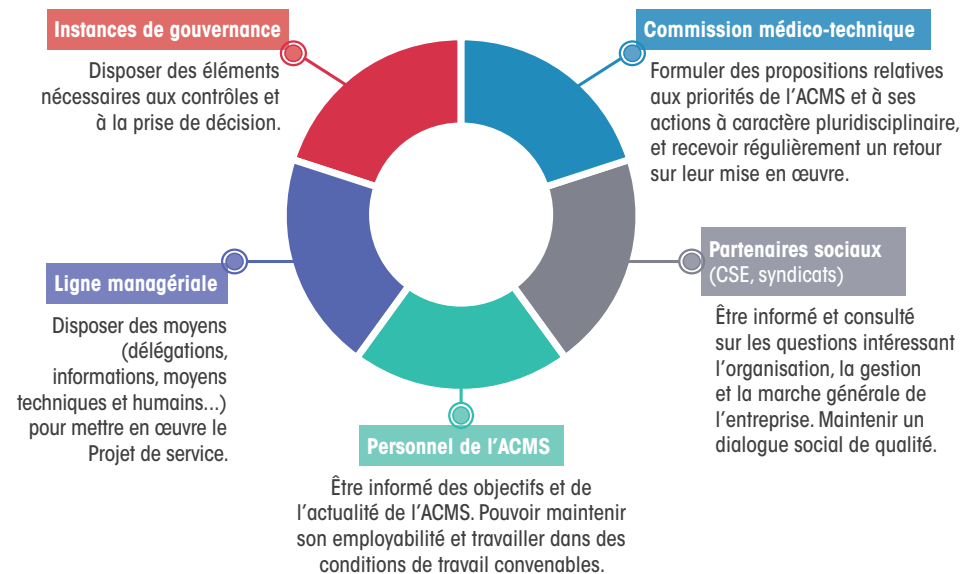 Instances de gouvernance
Disposer des éléments
nécessaires aux contrôles et
à la prise de décision.
Commission médico-technique
Formuler des propositions relatives
aux priorités de l'ACMS et à ses
actions à caractère pluridisciplinaire,
et recevoir régulièrement un retour
sur leur mise en œuvre.
Ligne managériale
Disposer des moyens
(délégations,
informations, moyens
techniques et humains...)
pour mettre en œuvre le
Projet de service.
Partenaires sociaux
(CSE, syndicats)
Être informé et consulté
sur les questions intéressant
l'organisation, la gestion
et la marche générale de
l'entreprise. Maintenir un
dialogue social de qualité.
Personnel de l'ACMS
Être informé des objectifs et de
l'actualité de l'ACMS. Pouvoir maintenir
son employabilité et travailler dans des
conditions de travail convenables.